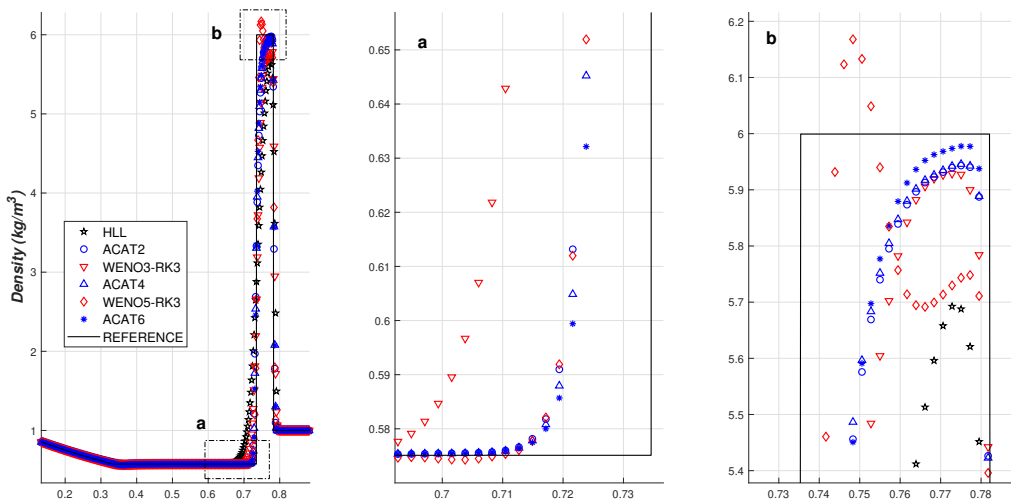 b
6
5
4
3
2
1
Density (kg/m³)
HLL
ACAT2
WENO3-RK3
ACAT4
WENO5-RK3
ACAT6
REFERENCE
a
0.2 0.3 0.4 0.5 0.6 0.7 0.8
a
0.65
0.64
0.63
0.62
0.61
0.6
0.59
0.58
0.7 0.71 0.72 0.73
b
6.2
6.1
6
5.9
5.8
5.7
5.6
5.5
5.4
0.73 0.74 0.75 0.76 0.77 0.78